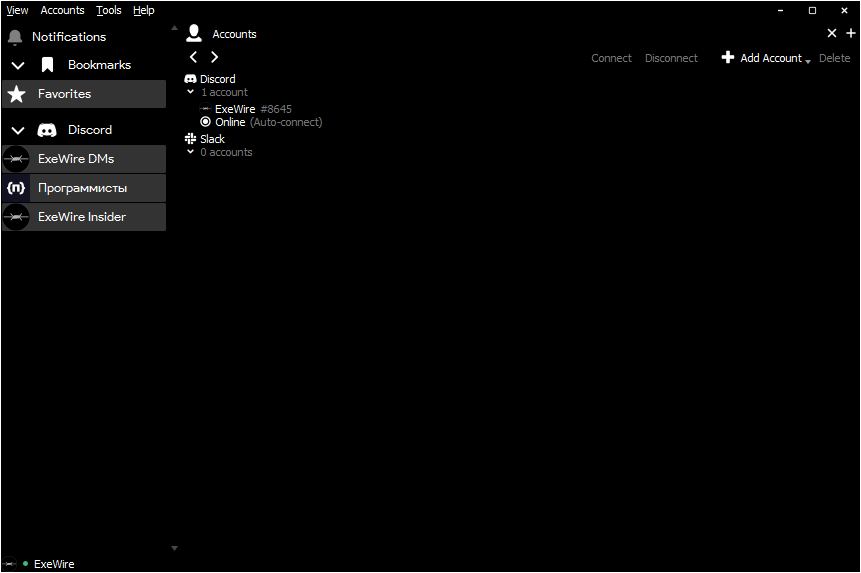 View Accounts Tools Help
Notifications
Bookmarks
Favorites
Discord
ExeWire DMs
{п} Программисты
ExeWire Insider
ExeWire
Accounts
Connect Disconnect Add Account Delete
Discord
1 account
ExeWire #8645
Online (Auto-connect)
Slack
0 accounts